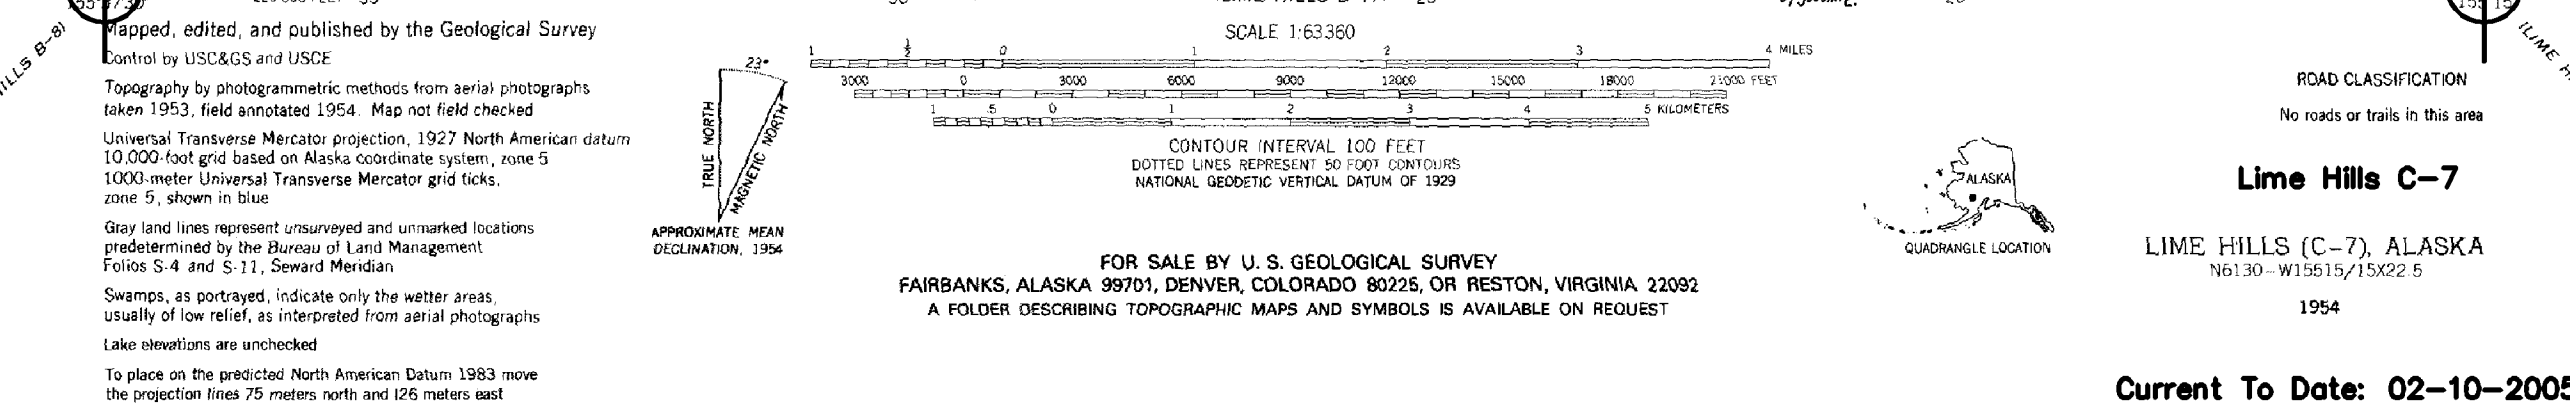 Mapped, edited, and published by the Geological Survey
Control by USC&GS and USCE
Topography by photogrammetric methods from aerial photographs
taken 1953, field annotated 1954. Map not field checked
Universal Transverse Mercator projection, 1927 North American datum
10,000-foot grid based on Alaska coordinate system, zone 5
1000-meter Universal Transverse Mercator grid ticks,
zone 5, shown in blue
Gray land lines represent unsurveyed and unmarked locations
predetermined by the Bureau of Land Management
Folios S-4 and S-11, Seward Meridian
Swamps, as portrayed, indicate only the wetter areas,
usually of low relief, as interpreted from aerial photographs
Lake elevations are unchecked
To place on the predicted North American Datum 1983 move
the projection lines 75 meters north and 126 meters east
23°
TRUE NORTH
MAGNETIC NORTH
APPROXIMATE MEAN
DECLINATION, 1954
SCALE 1:63360
1 ½ 0 1 2 3 4 MILES
3000 0 3000 6000 9000 12000 15000 18000 21000 FEET
1 .5 0 1 2 3 4 5 KILOMETERS
CONTOUR INTERVAL 100 FEET
DOTTED LINES REPRESENT 50 FOOT CONTOURS
NATIONAL GEODETIC VERTICAL DATUM OF 1929
FOR SALE BY U. S. GEOLOGICAL SURVEY
FAIRBANKS, ALASKA 99701, DENVER, COLORADO 80225, OR RESTON, VIRGINIA 22092
A FOLDER DESCRIBING TOPOGRAPHIC MAPS AND SYMBOLS IS AVAILABLE ON REQUEST
ALASKA
QUADRANGLE LOCATION
ROAD CLASSIFICATION
No roads or trails in this area
Lime Hills C-7
LIME HILLS (C-7), ALASKA
N6130-W15515/15X22.5
1954
Current To Date: 02-10-2005